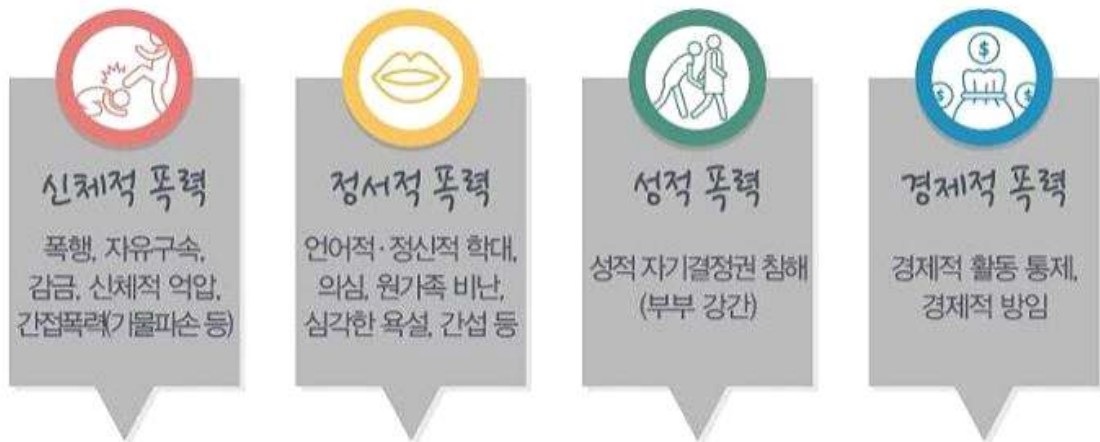 신체적 폭력
폭행, 자유구속,
감금, 신체적 억압,
간접폭력(기물파손 등)
정서적 폭력
언어적·정신적 학대,
의심, 원가족 비난,
심각한 욕설, 간섭 등
성적 폭력
성적 자기결정권 침해
(부부 강간)
경제적 폭력
경제적 활동 통제,
경제적 방임
$
$
$